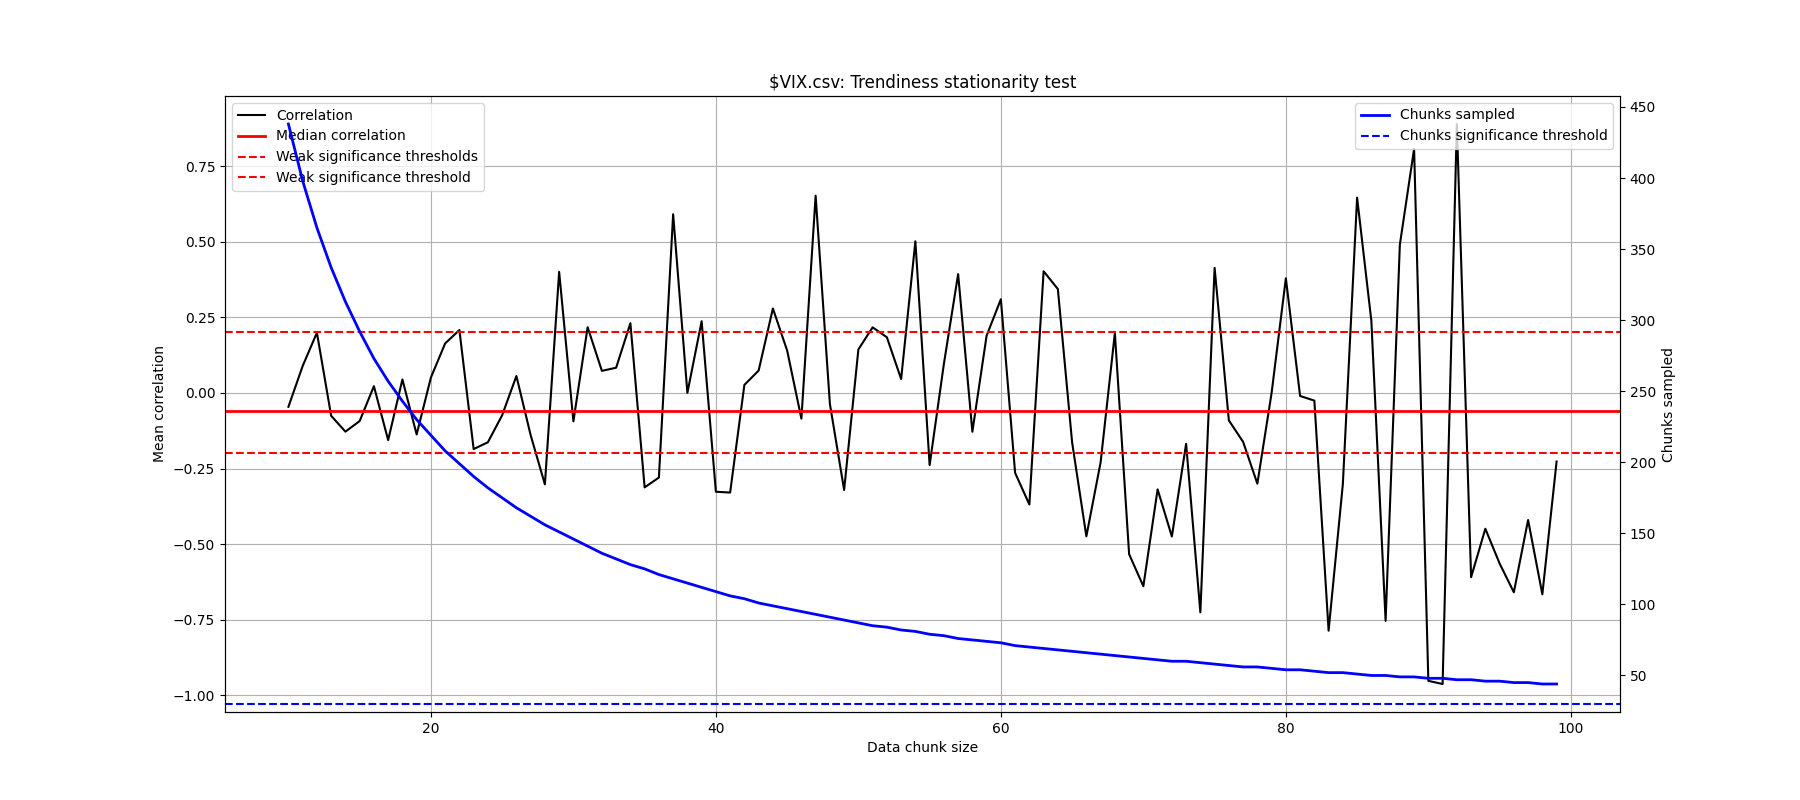 $VIX.csv: Trendiness stationarity test
Correlation
Median correlation
Weak significance thresholds
Weak significance threshold
Chunks sampled
Chunks significance threshold
Mean correlation
0.75
0.50
0.25
0.00
−0.25
−0.50
−0.75
−1.00
450
400
350
300
250
200
150
100
50
Chunks sampled
20
40
60
80
100
Data chunk size